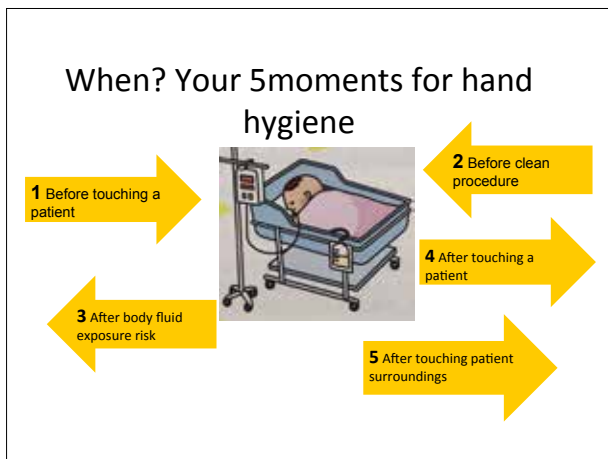 When? Your 5moments for hand
hygiene
1 Before touching a
patient
2 Before clean
procedure
3 After body fluid
exposure risk
4 After touching a
patient
5 After touching patient
surroundings